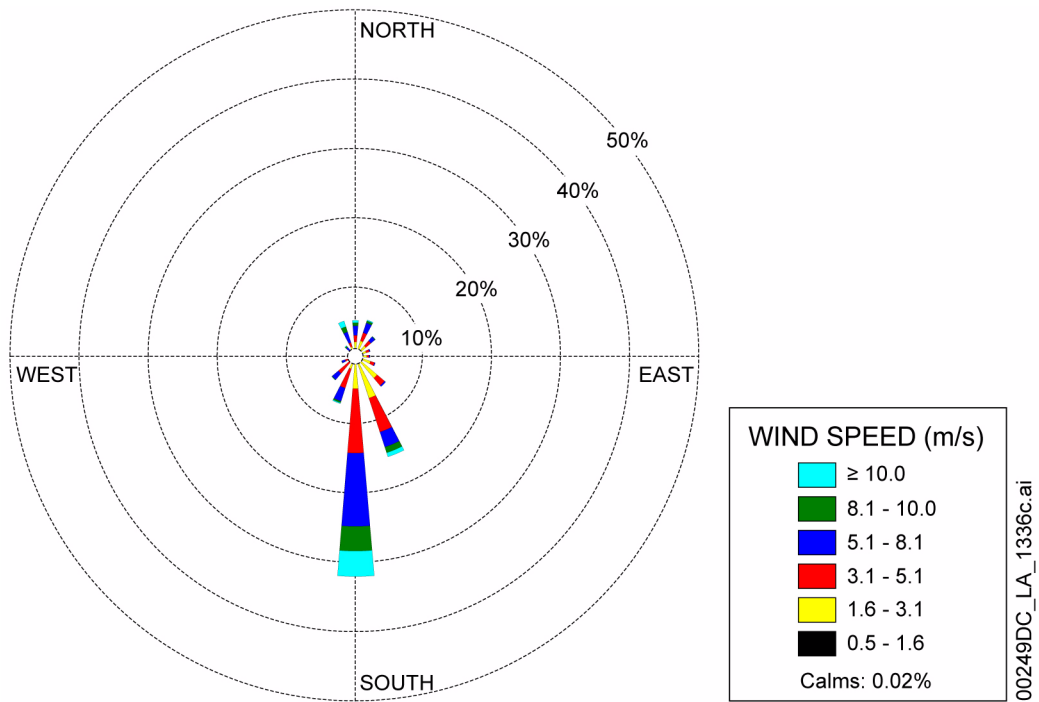 NORTH
50%
40%
30%
20%
10%
WEST
EAST
SOUTH
WIND SPEED (m/s)
≥ 10.0
8.1 - 10.0
5.1 - 8.1
3.1 - 5.1
1.6 - 3.1
0.5 - 1.6
Calms: 0.02%
00249DC_LA_1336c.ai